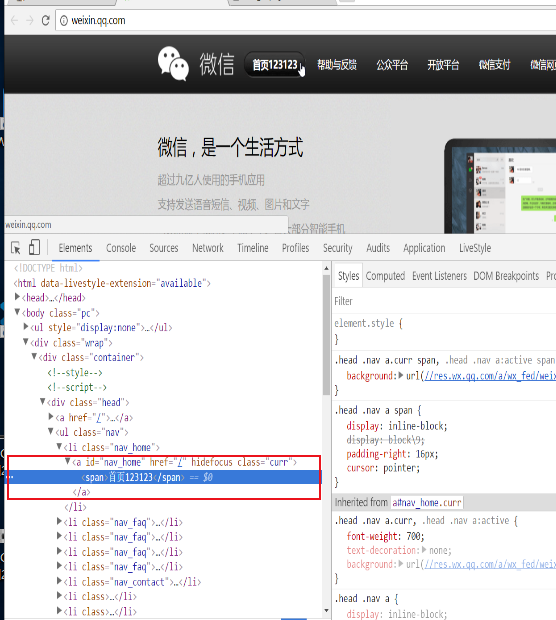 weixin.qq.com
微信 首页123123 帮助与反馈 公众平台 开放平台 微信支付 微信网
微信，是一个生活方式
超过九亿人使用的手机应用
支持发送语音短信、视频、图片和文字
部分智能手机
weixin.qq.com
Elements Console Sources Network Timeline Profiles Security Audits Application LiveStyle
<!DOCTYPE html>
<html data-livestyle-extension="available">
<head>…</head>
<body class="pc">
<ul style="display:none">…</ul>
<div class="wrap">
<div class="container">
<!--style-->
<!--script-->
<div class="head">
<a href="/">…</a>
<ul class="nav">
<li class="nav_home">
<a id="nav_home" href="/" hidefocus class="curr">
<span>首页123123</span> == $0
</a>
</li>
<li class="nav_faq">…</li>
<li class="nav_faq">…</li>
<li class="nav_faq">…</li>
<li class="nav_faq">…</li>
<li class="nav_contact">…</li>
<li class>…</li>
<li class>…</li>
Styles Computed Event Listeners DOM Breakpoints Pro
Filter
element.style {
}
.head .nav a.curr span, .head .nav a:active span
background: url(//res.wx.qq.com/a/wx_fed/weix
}
.head .nav a span {
display: inline-block;
display: block\9;
padding-right: 16px;
cursor: pointer;
}
Inherited from a#nav_home.curr
.head .nav a.curr, .head .nav a:active {
font-weight: 700;
text-decoration: none;
background: url(//res.wx.qq.com/a/wx_fed/weix
}
.head .nav a {
display: inline-block;